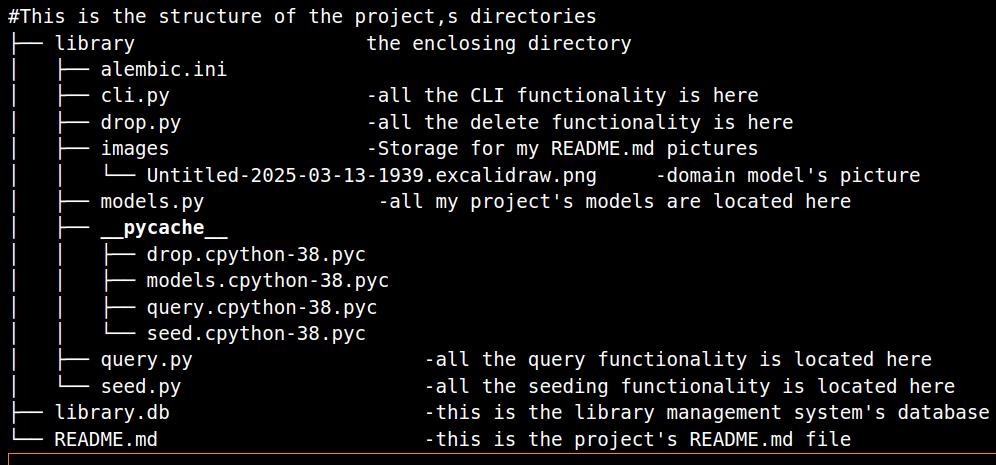 #This is the structure of the project,s directories
├── library                    the enclosing directory
│   ├── alembic.ini
│   ├── cli.py                 -all the CLI functionality is here
│   ├── drop.py                -all the delete functionality is here
│   ├── images                 -Storage for my README.md pictures
│   │   └── Untitled-2025-03-13-1939.excalidraw.png     -domain model's picture
│   ├── models.py               -all my project's models are located here
│   ├── __pycache__
│   │   ├── drop.cpython-38.pyc
│   │   ├── models.cpython-38.pyc
│   │   ├── query.cpython-38.pyc
│   │   └── seed.cpython-38.pyc
│   ├── query.py                    -all the query functionality is located here
│   └── seed.py                     -all the seeding functionality is located here
├── library.db                      -this is the library management system's database
└── README.md                       -this is the project's README.md file